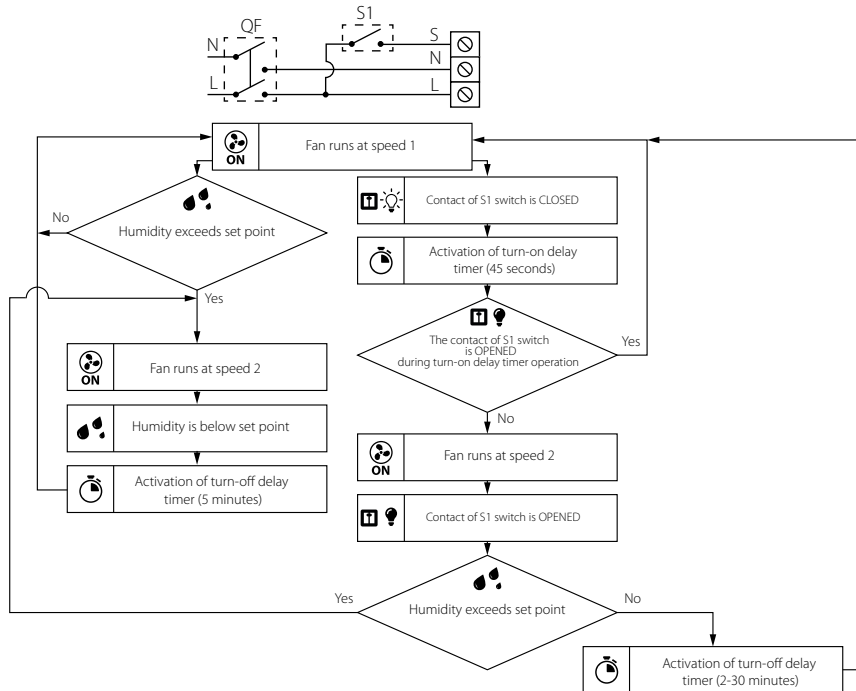 QF
S1
N
S
N
L
L
ON
Fan runs at speed 1
Humidity exceeds set point
No
Yes
ON
Fan runs at speed 2
Humidity is below set point
Activation of turn-off delay
timer (5 minutes)
Contact of S1 switch is CLOSED
Activation of turn-on delay
timer (45 seconds)
The contact of S1 switch
is OPENED
during turn-on delay timer operation
Yes
No
ON
Fan runs at speed 2
Contact of S1 switch is OPENED
Yes
Humidity exceeds set point
No
Activation of turn-off delay
timer (2-30 minutes)